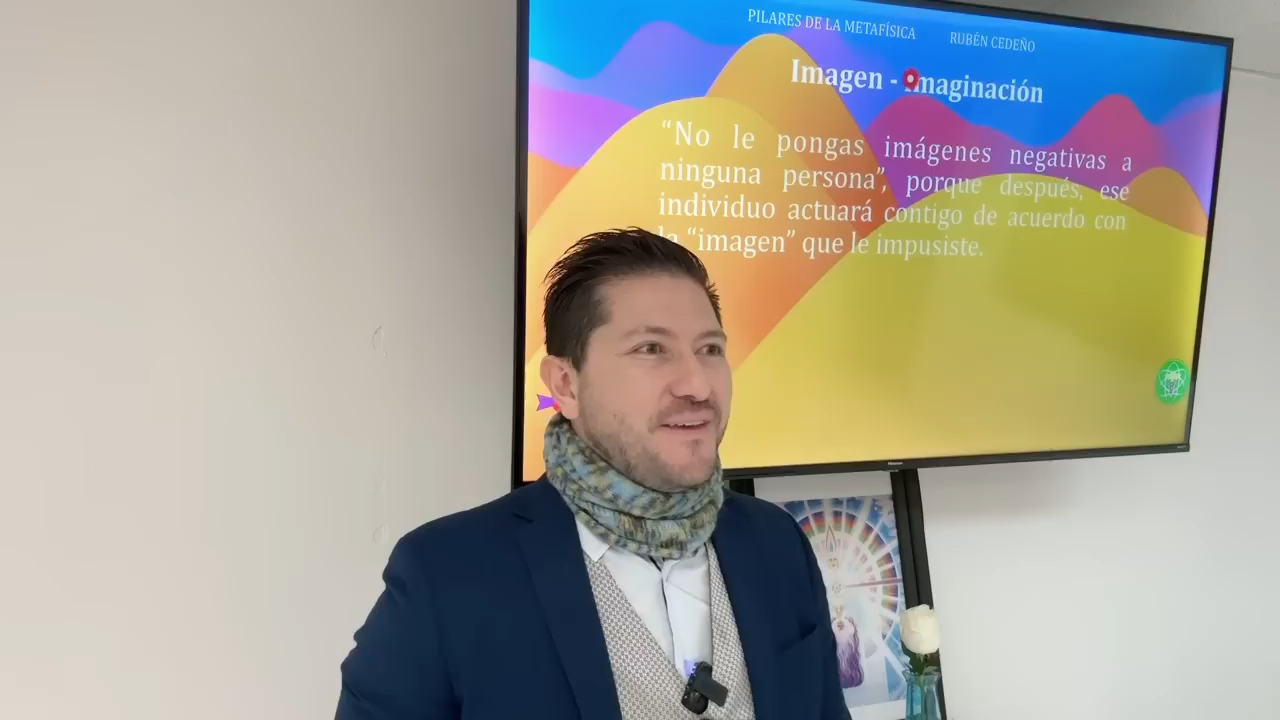 PILARES DE LA METAFÍSICA RUBÉN CEDEÑO
Imagen - Imaginación
“No le pongas imágenes negativas a
ninguna persona”, porque después, ese
individuo actuará contigo de acuerdo con
la “imagen” que le impusiste.
Hisense